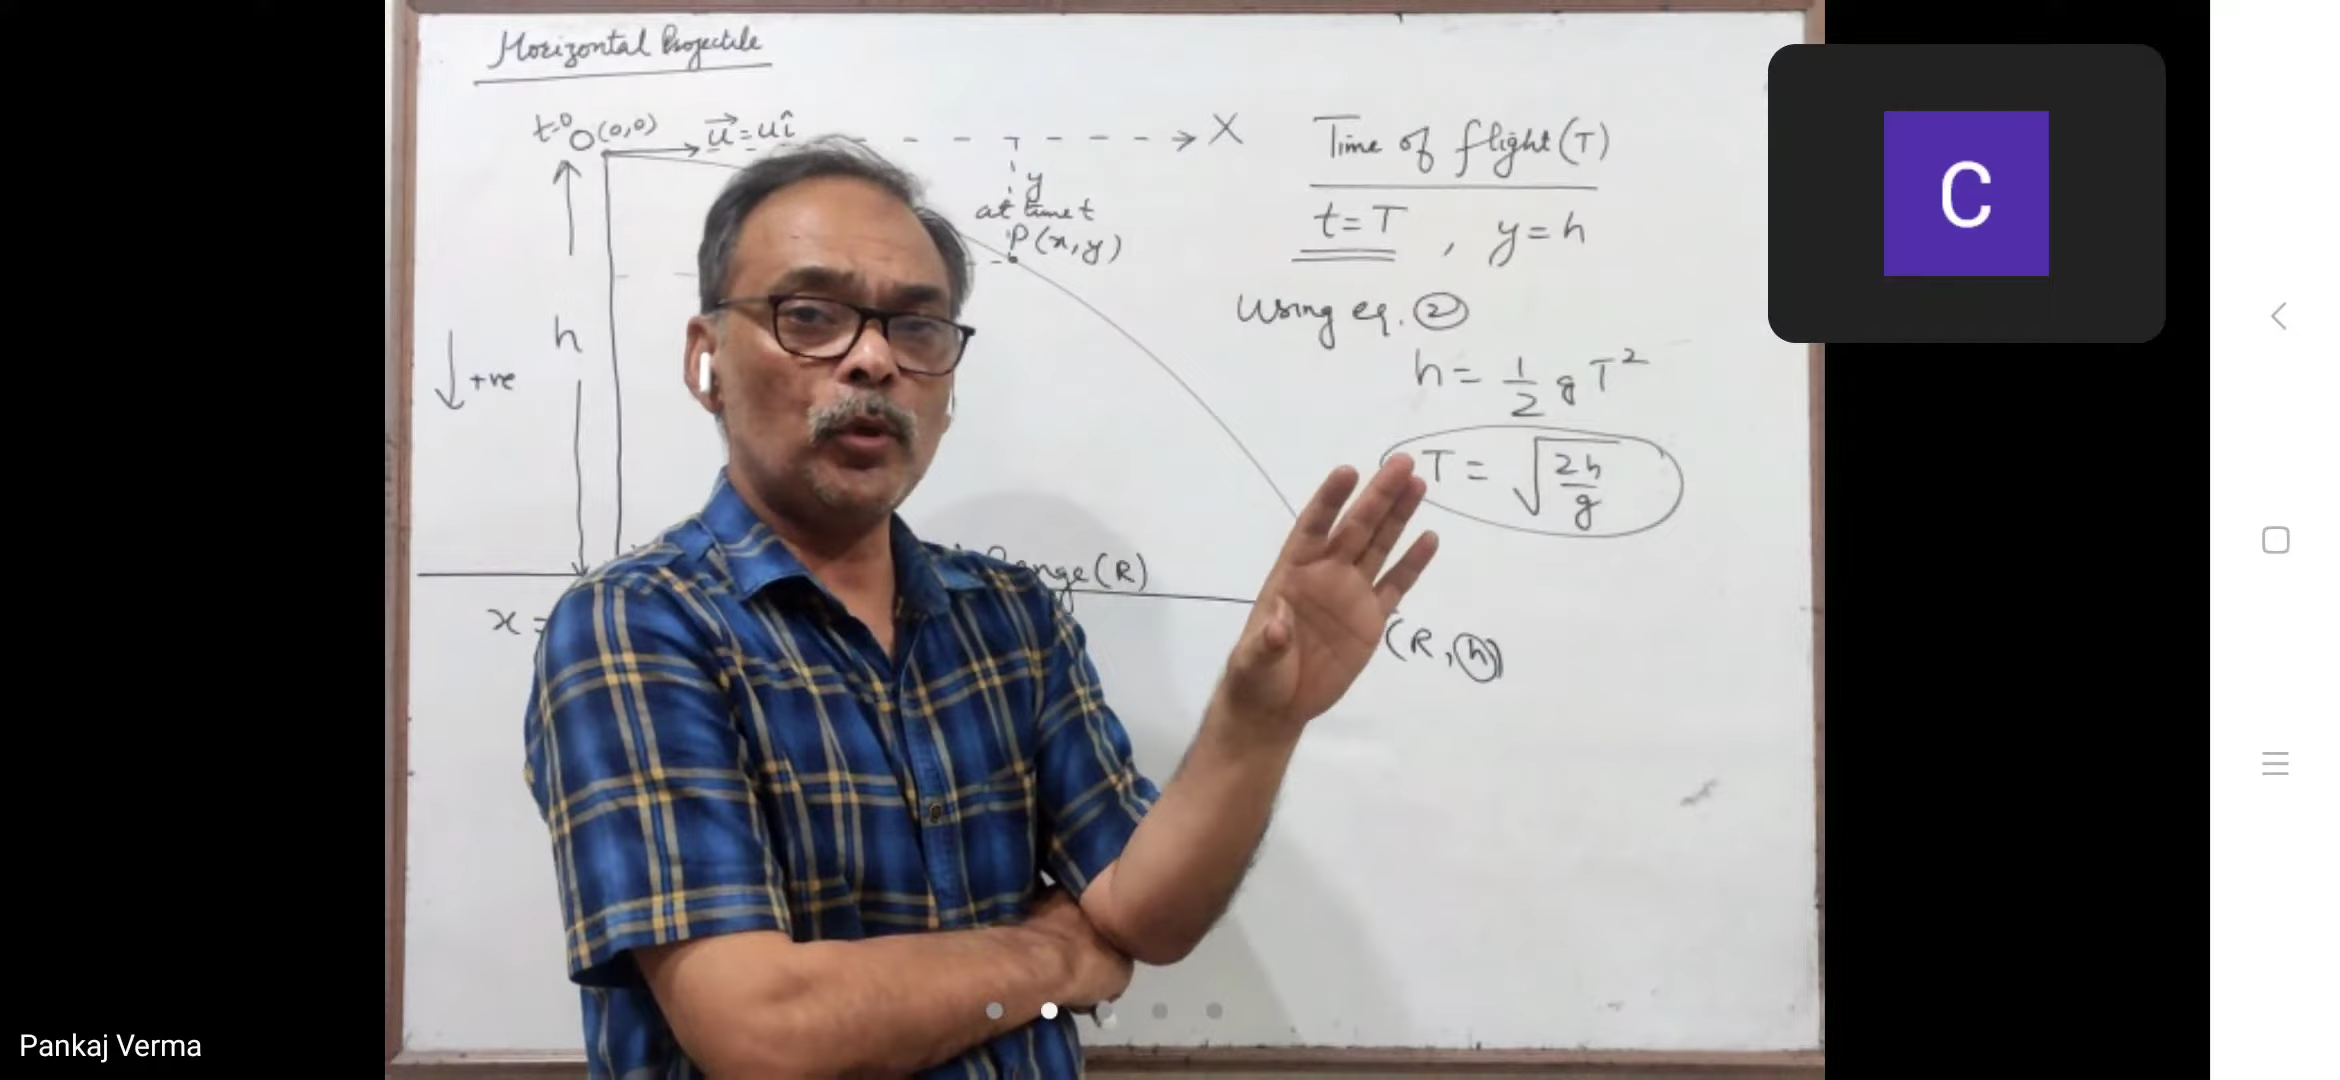 Horizontal Projectile
t=0 O(0,0) u⃗ = uî
X
y
at time t
P(x,y)
h
+ve
Range(R)
x =
(R, h)
Time of flight(T)
t = T , y = h
Using eq. ②
h = 1/2 g T²
T = √(2h/g)
C
Pankaj Verma